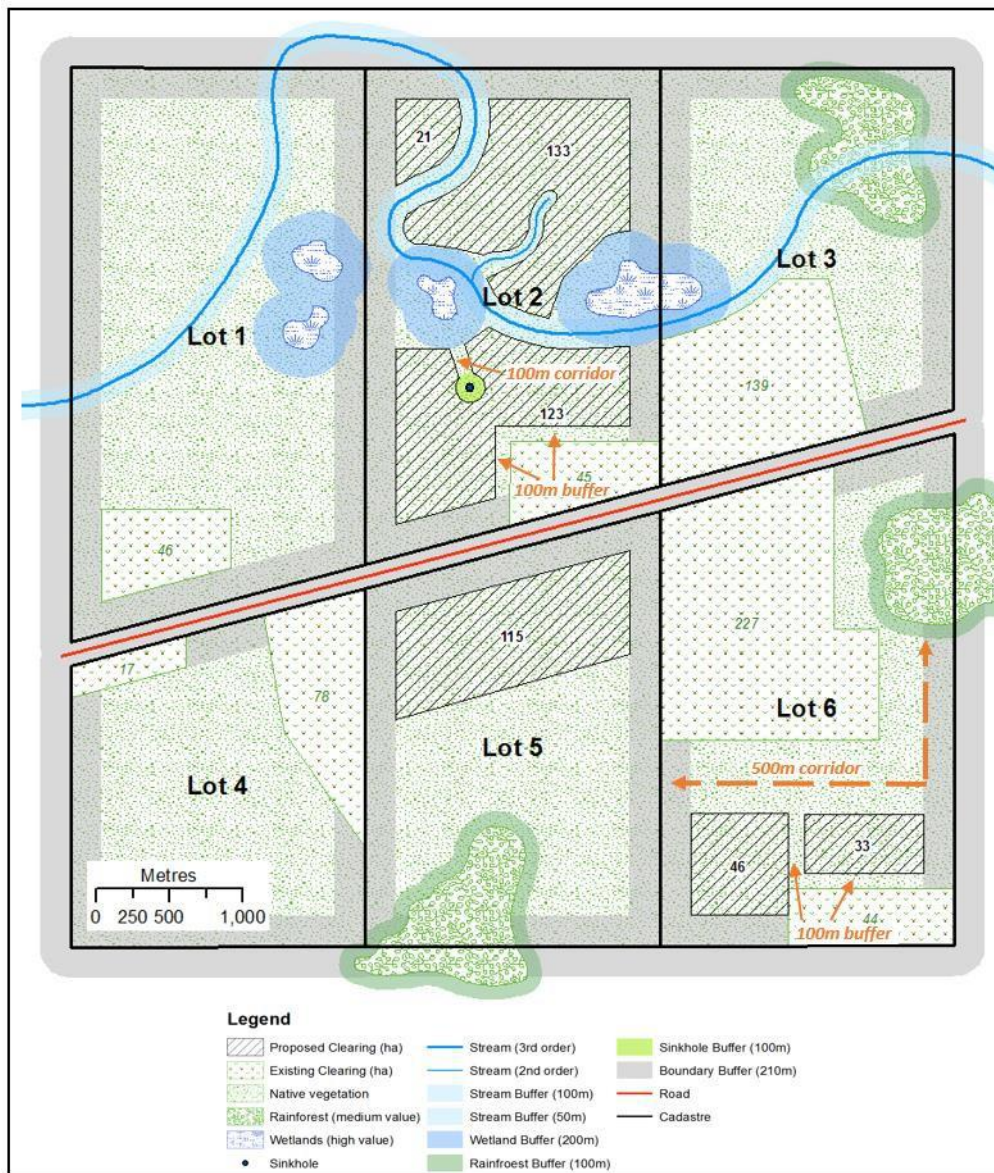 21
133
Lot 3
Lot 2
Lot 1
100m corridor
139
123
100m buffer
45
46
115
17
227
78
Lot 6
Lot 5
Lot 4
500m corridor
46
33
Metres
0 250 500 1,000
44
100m buffer
Legend
Proposed Clearing (ha)
Existing Clearing (ha)
Native vegetation
Rainforest (medium value)
Wetlands (high value)
Sinkhole
Stream (3rd order)
Stream (2nd order)
Stream Buffer (100m)
Stream Buffer (50m)
Wetland Buffer (200m)
Rainfroest Buffer (100m)
Sinkhole Buffer (100m)
Boundary Buffer (210m)
Road
Cadastre